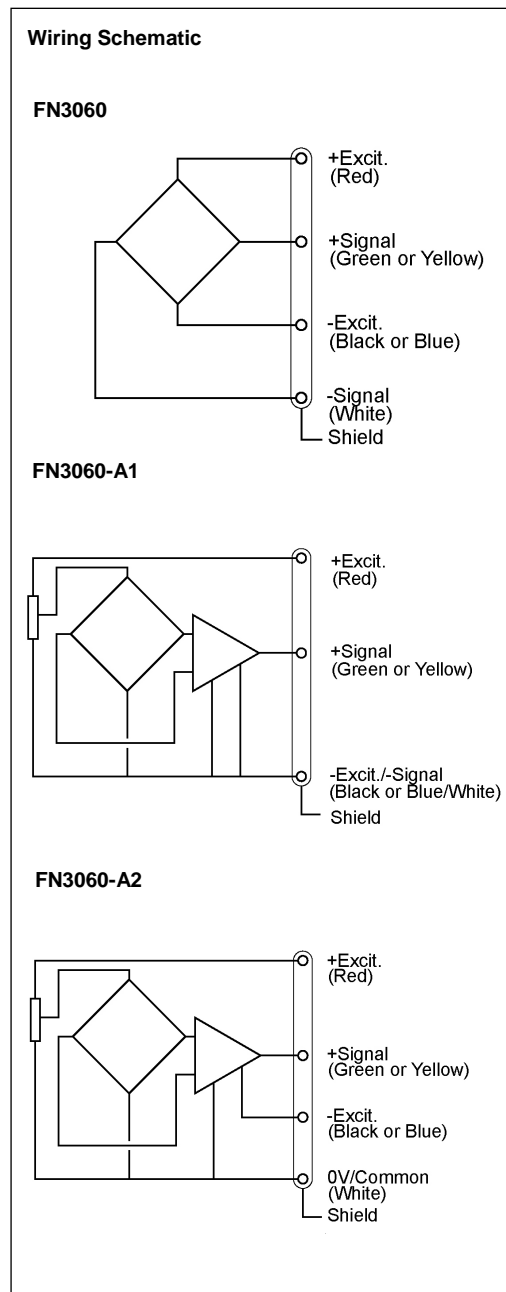 Wiring Schematic
FN3060
+Excit.
(Red)
+Signal
(Green or Yellow)
-Excit.
(Black or Blue)
-Signal
(White)
Shield
FN3060-A1
+Excit.
(Red)
+Signal
(Green or Yellow)
-Excit./-Signal
(Black or Blue/White)
Shield
FN3060-A2
+Excit.
(Red)
+Signal
(Green or Yellow)
-Excit.
(Black or Blue)
0V/Common
(White)
Shield